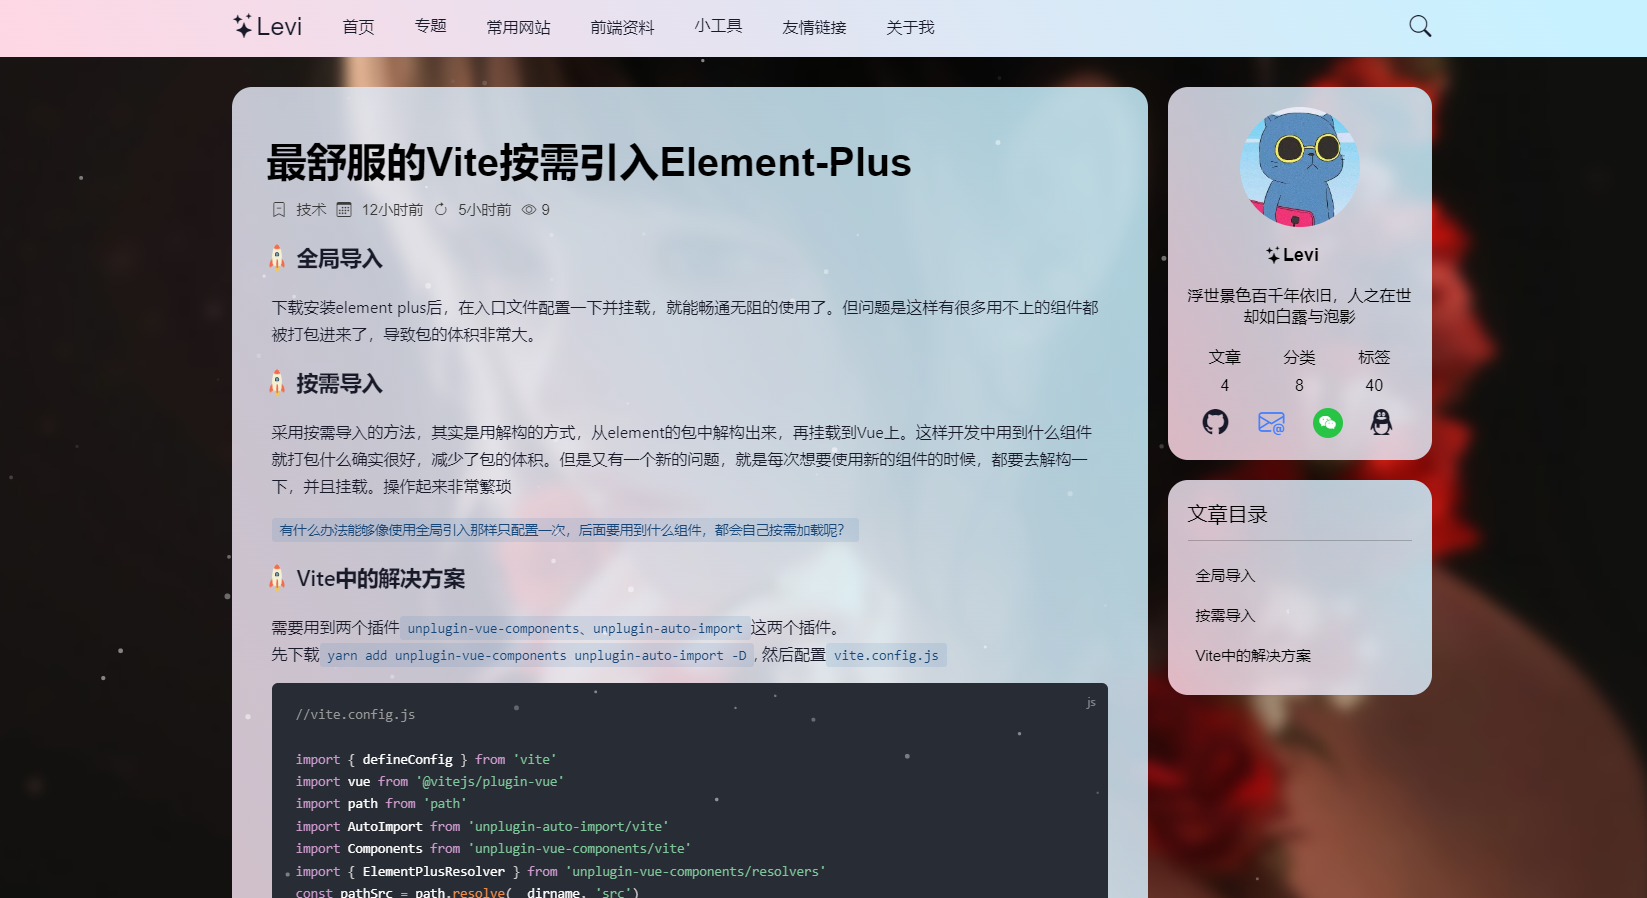 Levi 首页 专题 常用网站 前端资料 小工具 友情链接 关于我
最舒服的Vite按需引入Element-Plus
技术 12小时前 5小时前 9
全局导入
下载安装element plus后，在入口文件配置一下并挂载，就能畅通无阻的使用了。但问题是这样有很多用不上的组件都
被打包进来了，导致包的体积非常大。
按需导入
采用按需导入的方法，其实是用解构的方式，从element的包中解构出来，再挂载到Vue上。这样开发中用到什么组件
就打包什么确实很好，减少了包的体积。但是又有一个新的问题，就是每次想要使用新的组件的时候，都要去解构一
下，并且挂载。操作起来非常繁琐
有什么办法能够像使用全局引入那样只配置一次，后面要用到什么组件，都会自己按需加载呢？
Vite中的解决方案
需要用到两个插件 unplugin-vue-components、unplugin-auto-import 这两个插件。
先下载 yarn add unplugin-vue-components unplugin-auto-import -D , 然后配置 vite.config.js
js
//vite.config.js
import { defineConfig } from 'vite'
import vue from '@vitejs/plugin-vue'
import path from 'path'
import AutoImport from 'unplugin-auto-import/vite'
import Components from 'unplugin-vue-components/vite'
import { ElementPlusResolver } from 'unplugin-vue-components/resolvers'
const pathSrc = path.resolve(__dirname, 'src')
Levi
浮世景色百千年依旧，人之在世
却如白露与泡影
文章 分类 标签
4 8 40
文章目录
全局导入
按需导入
Vite中的解决方案